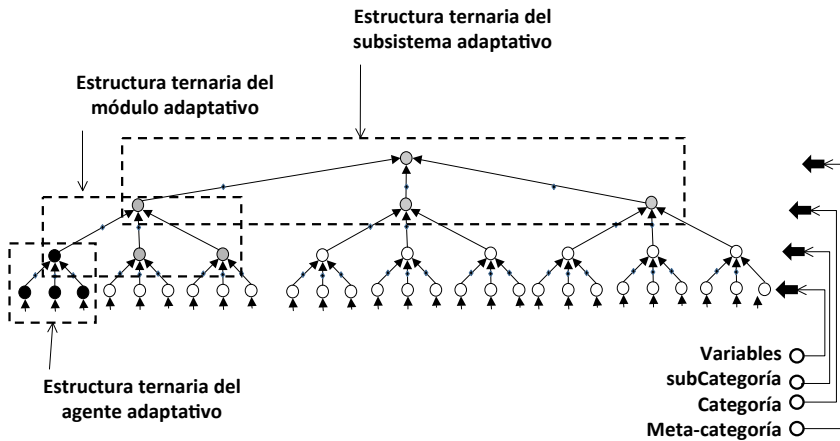 Estructura ternaria del
subsistema adaptativo
Estructura ternaria del
módulo adaptativo
Variables
subCategoría
Categoría
Meta-categoría
Estructura ternaria del
agente adaptativo